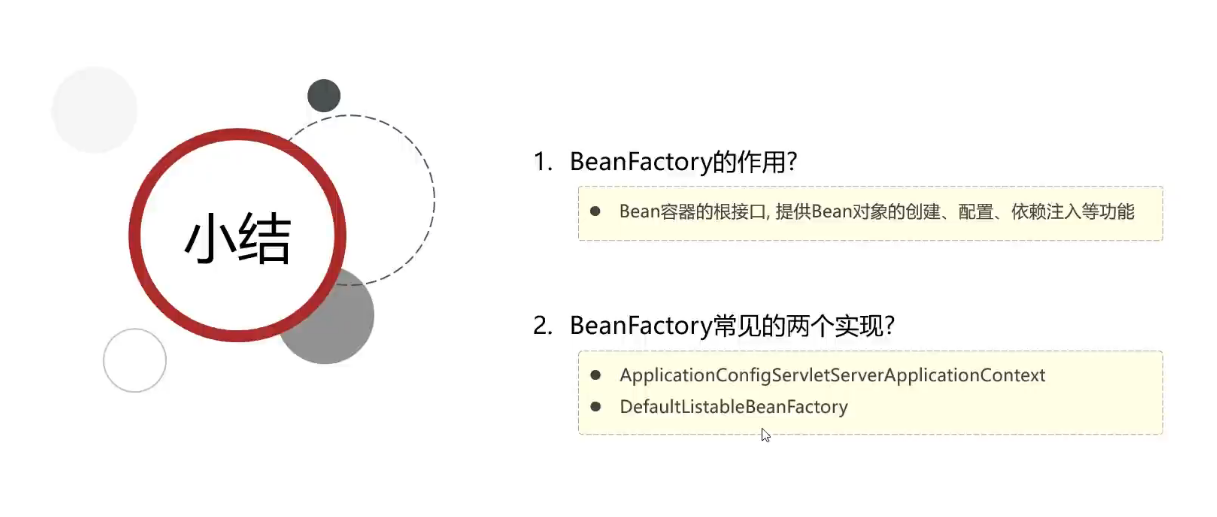 小结
1. BeanFactory的作用?
Bean容器的根接口, 提供Bean对象的创建、配置、依赖注入等功能
2. BeanFactory常见的两个实现?
ApplicationConfigServletServerApplicationContext
DefaultListableBeanFactory